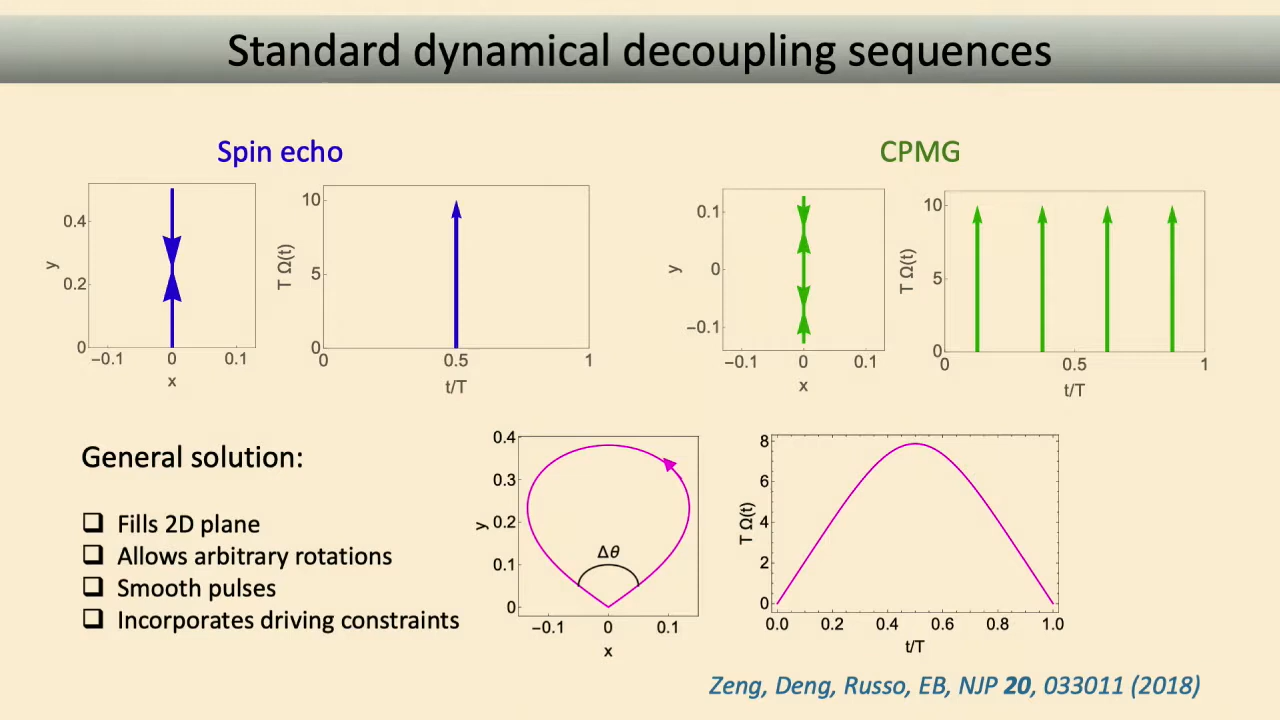 Standard dynamical decoupling sequences
Spin echo
CPMG
0.4
0.2
0
y
−0.1
0
0.1
x
10
5
0
T Ω(t)
0
0.5
1
t/T
0.1
0
−0.1
y
−0.1
0
0.1
x
10
5
0
T Ω(t)
0
0.5
1
t/T
General solution:
❑ Fills 2D plane
❑ Allows arbitrary rotations
❑ Smooth pulses
❑ Incorporates driving constraints
0.4
0.3
0.2
0.1
0
y
Δθ
−0.1
0
0.1
x
8
6
4
2
0
T Ω(t)
0.0
0.2
0.4
0.6
0.8
1.0
t/T
Zeng, Deng, Russo, EB, NJP 20, 033011 (2018)